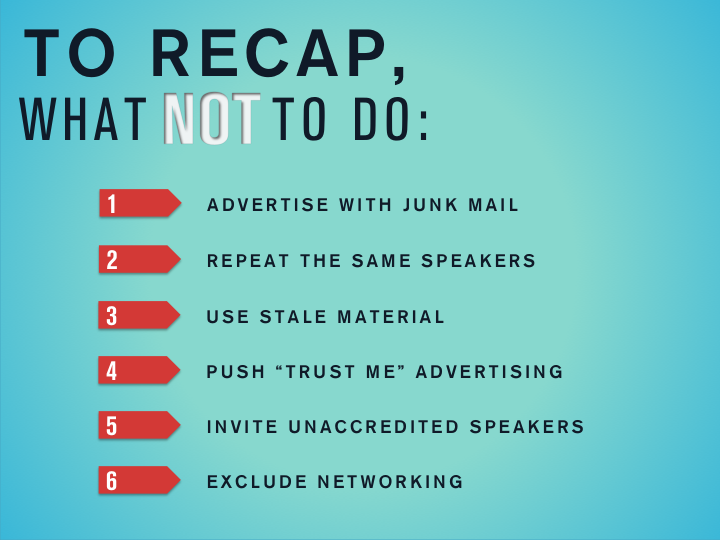 TO RECAP,
WHAT NOT TO DO:
1 ADVERTISE WITH JUNK MAIL
2 REPEAT THE SAME SPEAKERS
3 USE STALE MATERIAL
4 PUSH “TRUST ME” ADVERTISING
5 INVITE UNACCREDITED SPEAKERS
6 EXCLUDE NETWORKING